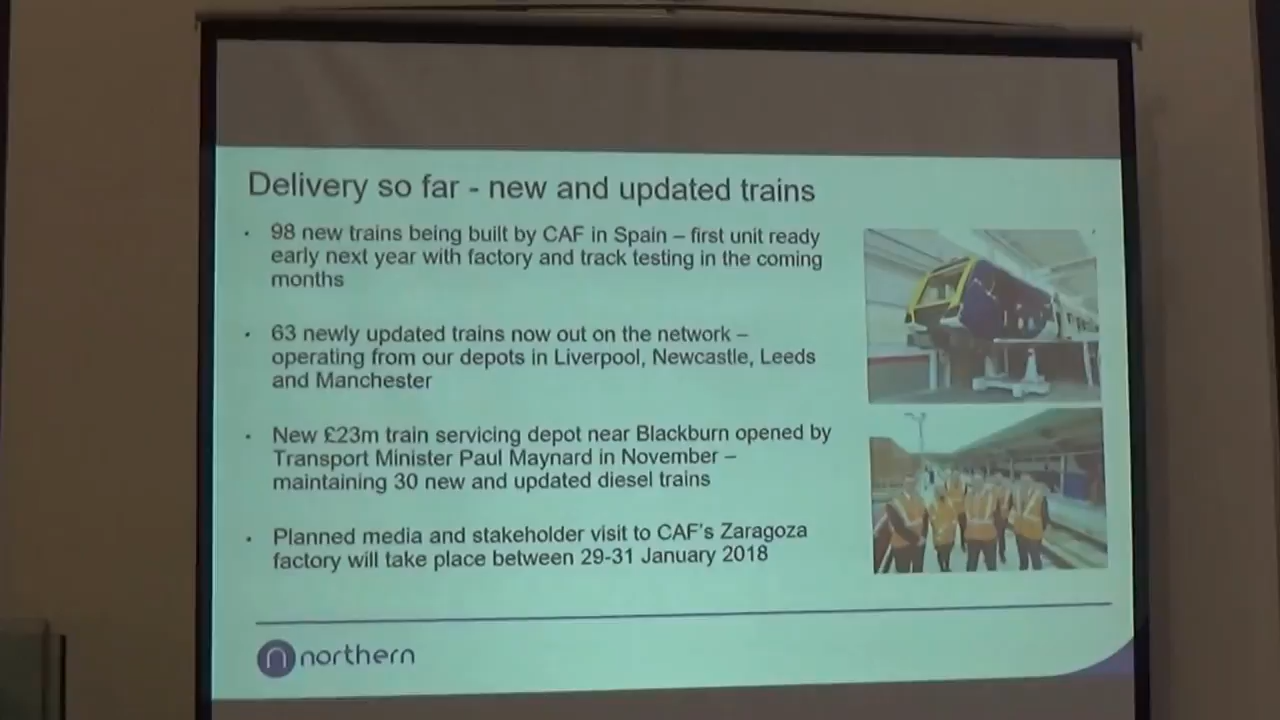 Delivery so far - new and updated trains
• 98 new trains being built by CAF in Spain – first unit ready
early next year with factory and track testing in the coming
months
• 63 newly updated trains now out on the network –
operating from our depots in Liverpool, Newcastle, Leeds
and Manchester
• New £23m train servicing depot near Blackburn opened by
Transport Minister Paul Maynard in November –
maintaining 30 new and updated diesel trains
• Planned media and stakeholder visit to CAF's Zaragoza
factory will take place between 29-31 January 2018
n northern